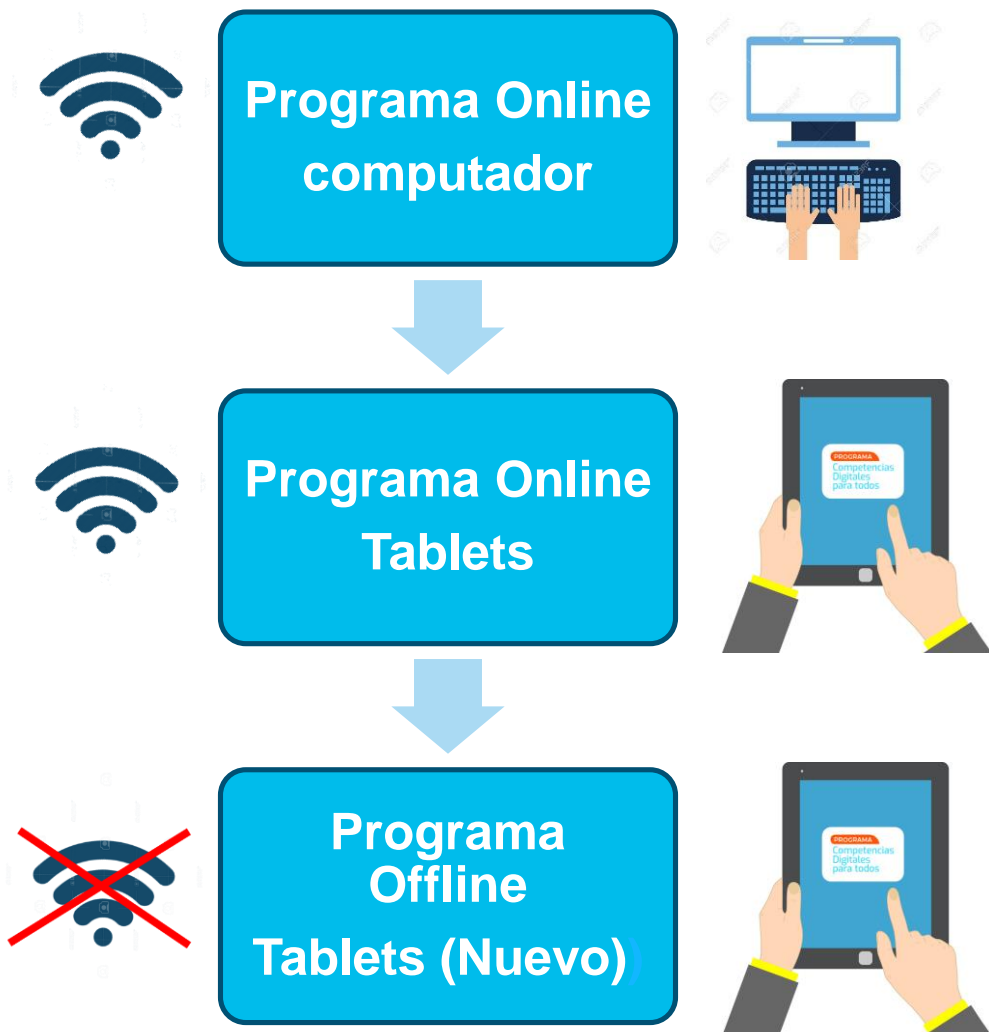 Programa Online
computador
Programa Online
Tablets
PROGRAMA
Competencias
Digitales
para todos
Programa
Offline
Tablets (Nuevo))
PROGRAMA
Competencias
Digitales
para todos